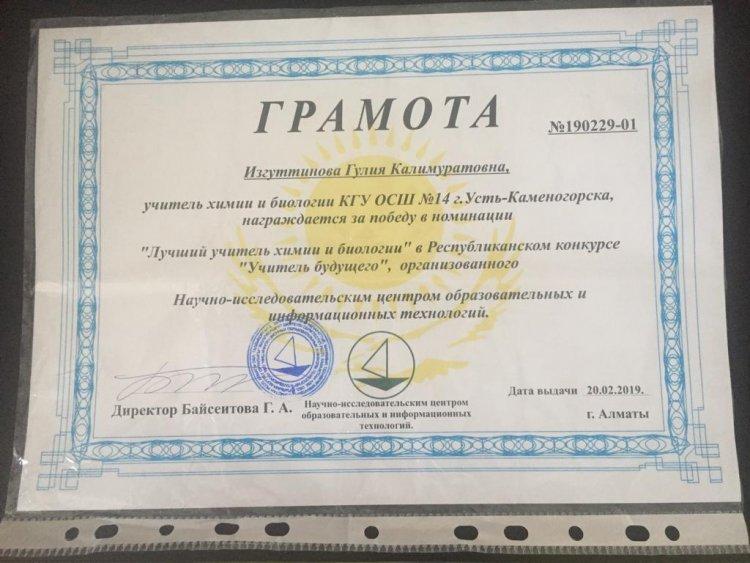 ГРАМОТА
№190229-01
Изгуттинова Гулия Калимуратовна,
учитель химии и биологии КГУ ОСШ №14 г.Усть-Каменогорска,
награждается за победу в номинации
"Лучший учитель химии и биологии" в Республиканском конкурсе
"Учитель будущего", организованного
Научно-исследовательским центром образовательных и
информационных технологий.
Директор Байсеитова Г. А.
Научно-исследовательским центром
образовательных и информационных
технологий.
Дата выдачи 20.02.2019.
г. Алматы